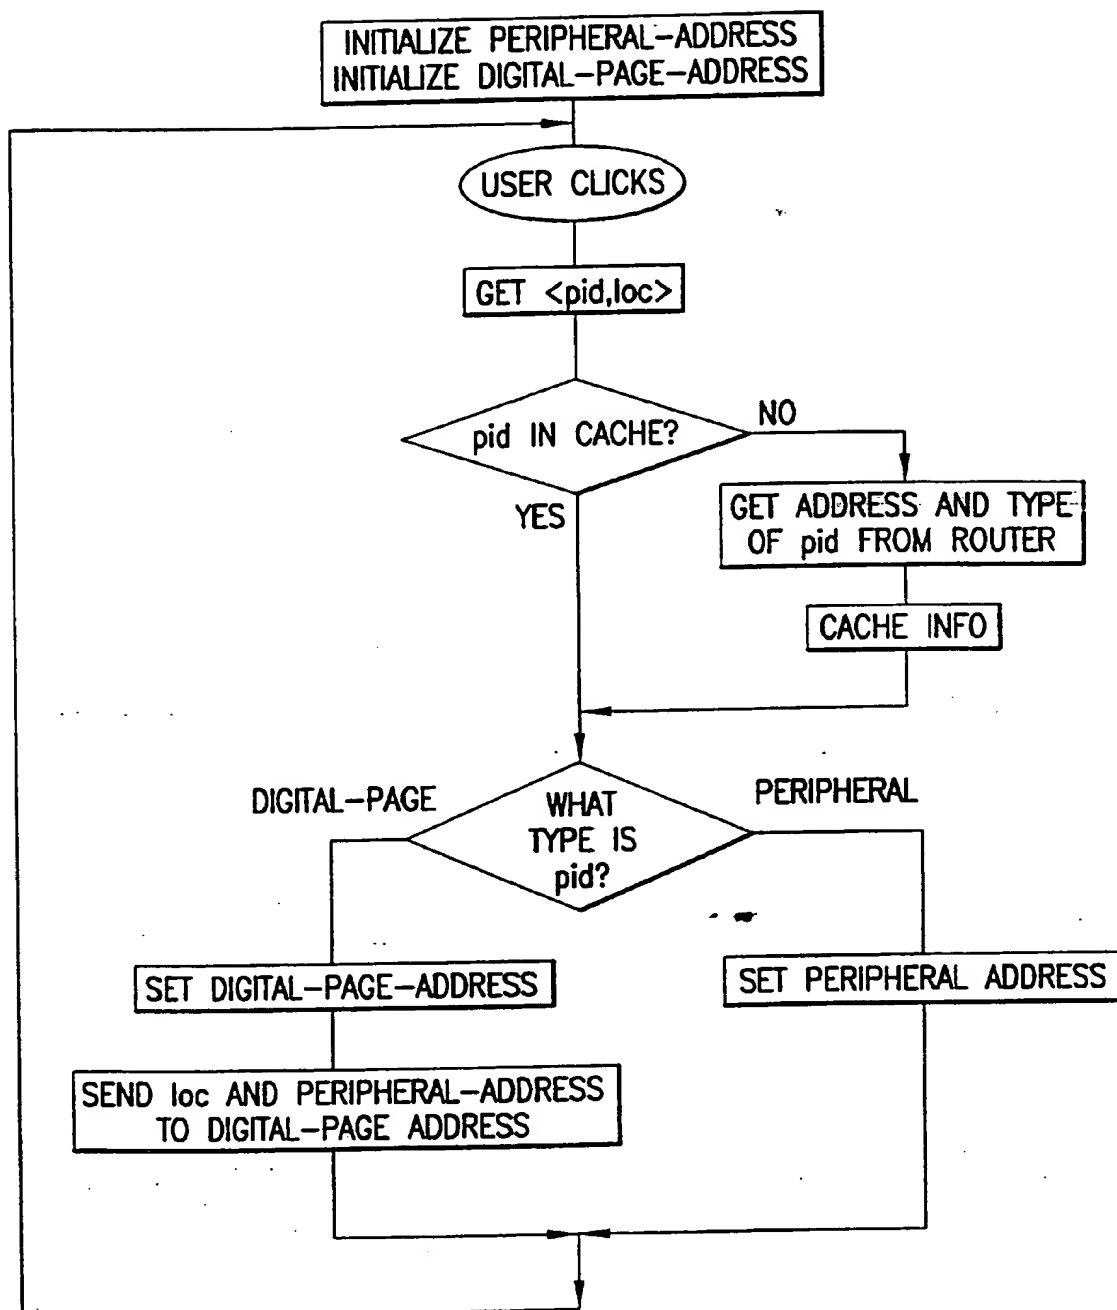 INITIALIZE PERIPHERAL-ADDRESS
INITIALIZE DIGITAL-PAGE-ADDRESS
USER CLICKS
GET <pid,loc>
pid IN CACHE?
NO
YES
GET ADDRESS AND TYPE
OF pid FROM ROUTER
CACHE INFO
DIGITAL-PAGE
WHAT
TYPE IS
pid?
PERIPHERAL
SET DIGITAL-PAGE-ADDRESS
SET PERIPHERAL ADDRESS
SEND loc AND PERIPHERAL-ADDRESS
TO DIGITAL-PAGE ADDRESS